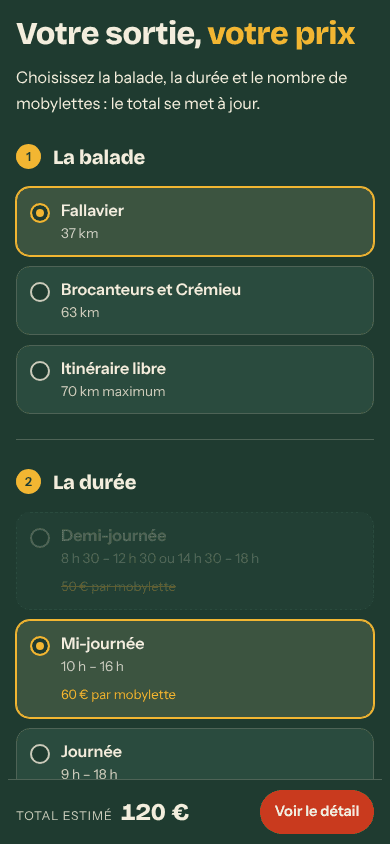 Votre sortie, votre prix
Choisissez la balade, la durée et le nombre de
mobylettes : le total se met à jour.
1 La balade
Fallavier
37 km
Brocanteurs et Crémieu
63 km
Itinéraire libre
70 km maximum
2 La durée
Demi-journée
8 h 30 – 12 h 30 ou 14 h 30 – 18 h
50 € par mobylette
Mi-journée
10 h – 16 h
60 € par mobylette
Journée
9 h – 18 h
TOTAL ESTIMÉ 120 € Voir le détail